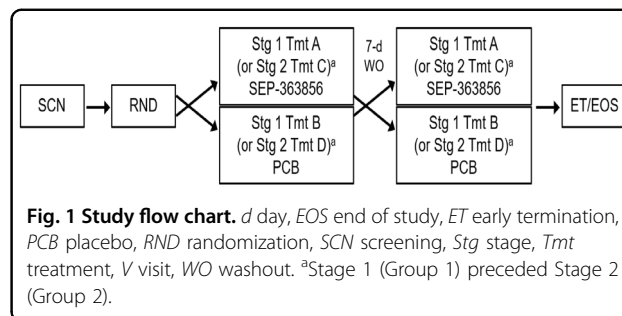 SCN
RND
Stg 1 Tmt A
(or Stg 2 Tmt C)ᵃ
SEP-363856
Stg 1 Tmt B
(or Stg 2 Tmt D)ᵃ
PCB
7-d
WO
Stg 1 Tmt A
(or Stg 2 Tmt C)ᵃ
SEP-363856
Stg 1 Tmt B
(or Stg 2 Tmt D)ᵃ
PCB
ET/EOS
Fig. 1 Study flow chart. d day, EOS end of study, ET early termination,
PCB placebo, RND randomization, SCN screening, Stg stage, Tmt
treatment, V visit, WO washout. ᵃStage 1 (Group 1) preceded Stage 2
(Group 2).